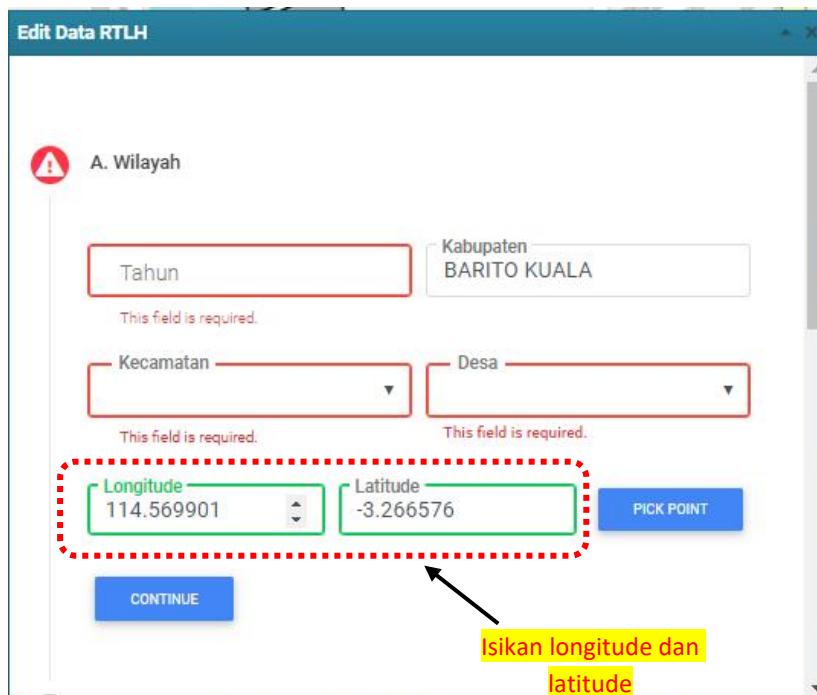 Edit Data RTLH
A. Wilayah
Tahun
Kabupaten
BARITO KUALA
This field is required.
Kecamatan
Desa
This field is required.
This field is required.
Longitude
114.569901
Latitude
-3.266576
PICK POINT
CONTINUE
Isikan longitude dan
latitude